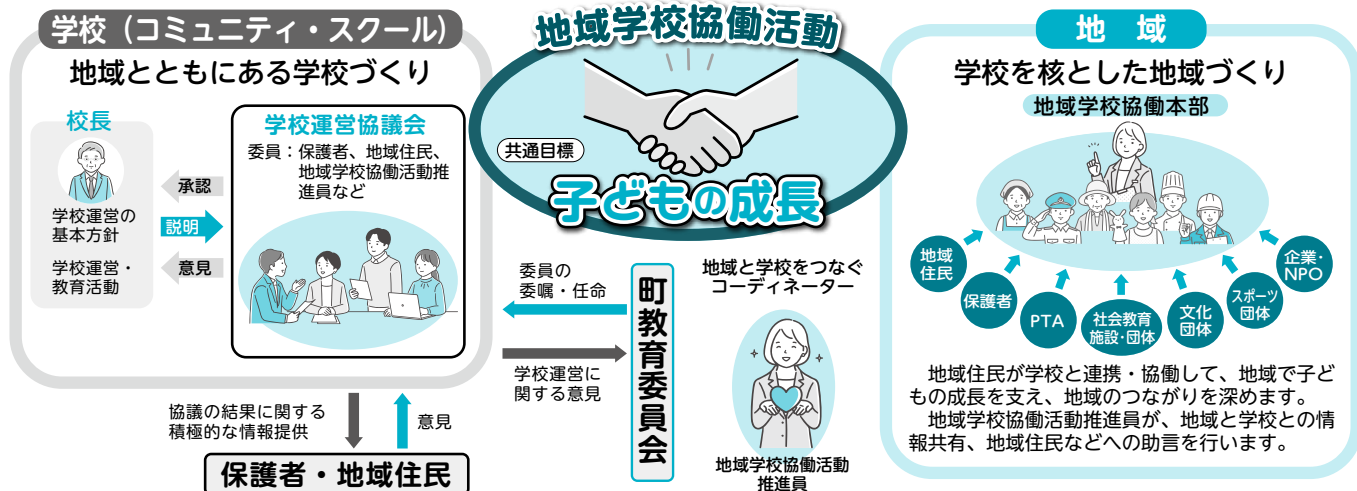 学校（コミュニティ・スクール）
地域とともにある学校づくり
校長
学校運営の
基本方針
学校運営・
教育活動
承認
説明
意見
学校運営協議会
委員：保護者、地域住民、
地域学校協働活動推
進員など
協議の結果に関する
積極的な情報提供
意見
保護者・地域住民
地域学校協働活動
共通目標
子どもの成長
委員の
委嘱・任命
学校運営に
関する意見
町教育委員会
地域と学校をつなぐ
コーディネーター
地域学校協働活動
推進員
地域
学校を核とした地域づくり
地域学校協働本部
地域
住民
保護者
PTA
社会教育
施設・団体
文化
団体
スポーツ
団体
企業・
NPO
地域住民が学校と連携・協働して、地域で子ど
もの成長を支え、地域のつながりを深めます。
地域学校協働活動推進員が、地域と学校との情
報共有、地域住民などへの助言を行います。